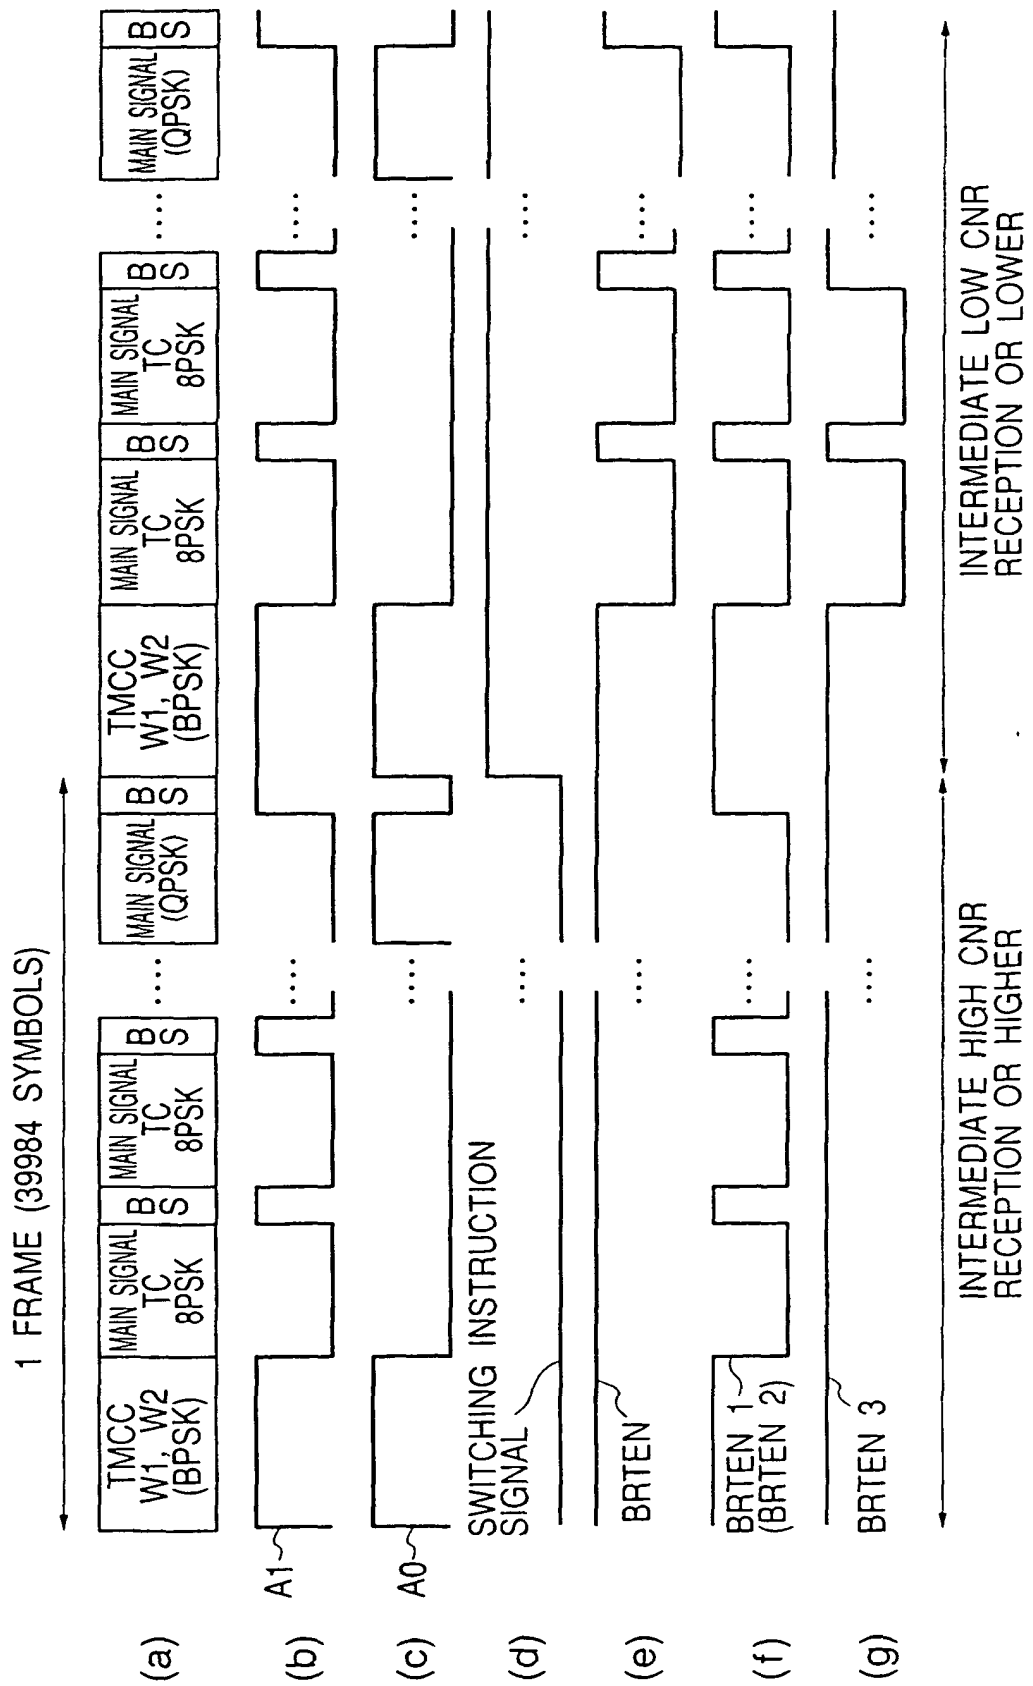 1 FRAME (39984 SYMBOLS)
(a)
TMCC
W1, W2
(BPSK)
MAIN SIGNAL
TC
8PSK
B
S
MAIN SIGNAL
TC
8PSK
B
S
....
MAIN SIGNAL
(QPSK)
B
S
TMCC
W1, W2
(BPSK)
MAIN SIGNAL
TC
8PSK
B
S
MAIN SIGNAL
TC
8PSK
B
S
....
MAIN SIGNAL
(QPSK)
B
S
(b)
A1
....
....
(c)
A0
....
....
(d)
SWITCHING INSTRUCTION
SIGNAL
....
....
(e)
BRTEN
....
....
(f)
BRTEN 1
(BRTEN 2)
....
....
(g)
BRTEN 3
....
....
INTERMEDIATE HIGH CNR
RECEPTION OR HIGHER
INTERMEDIATE LOW CNR
RECEPTION OR LOWER